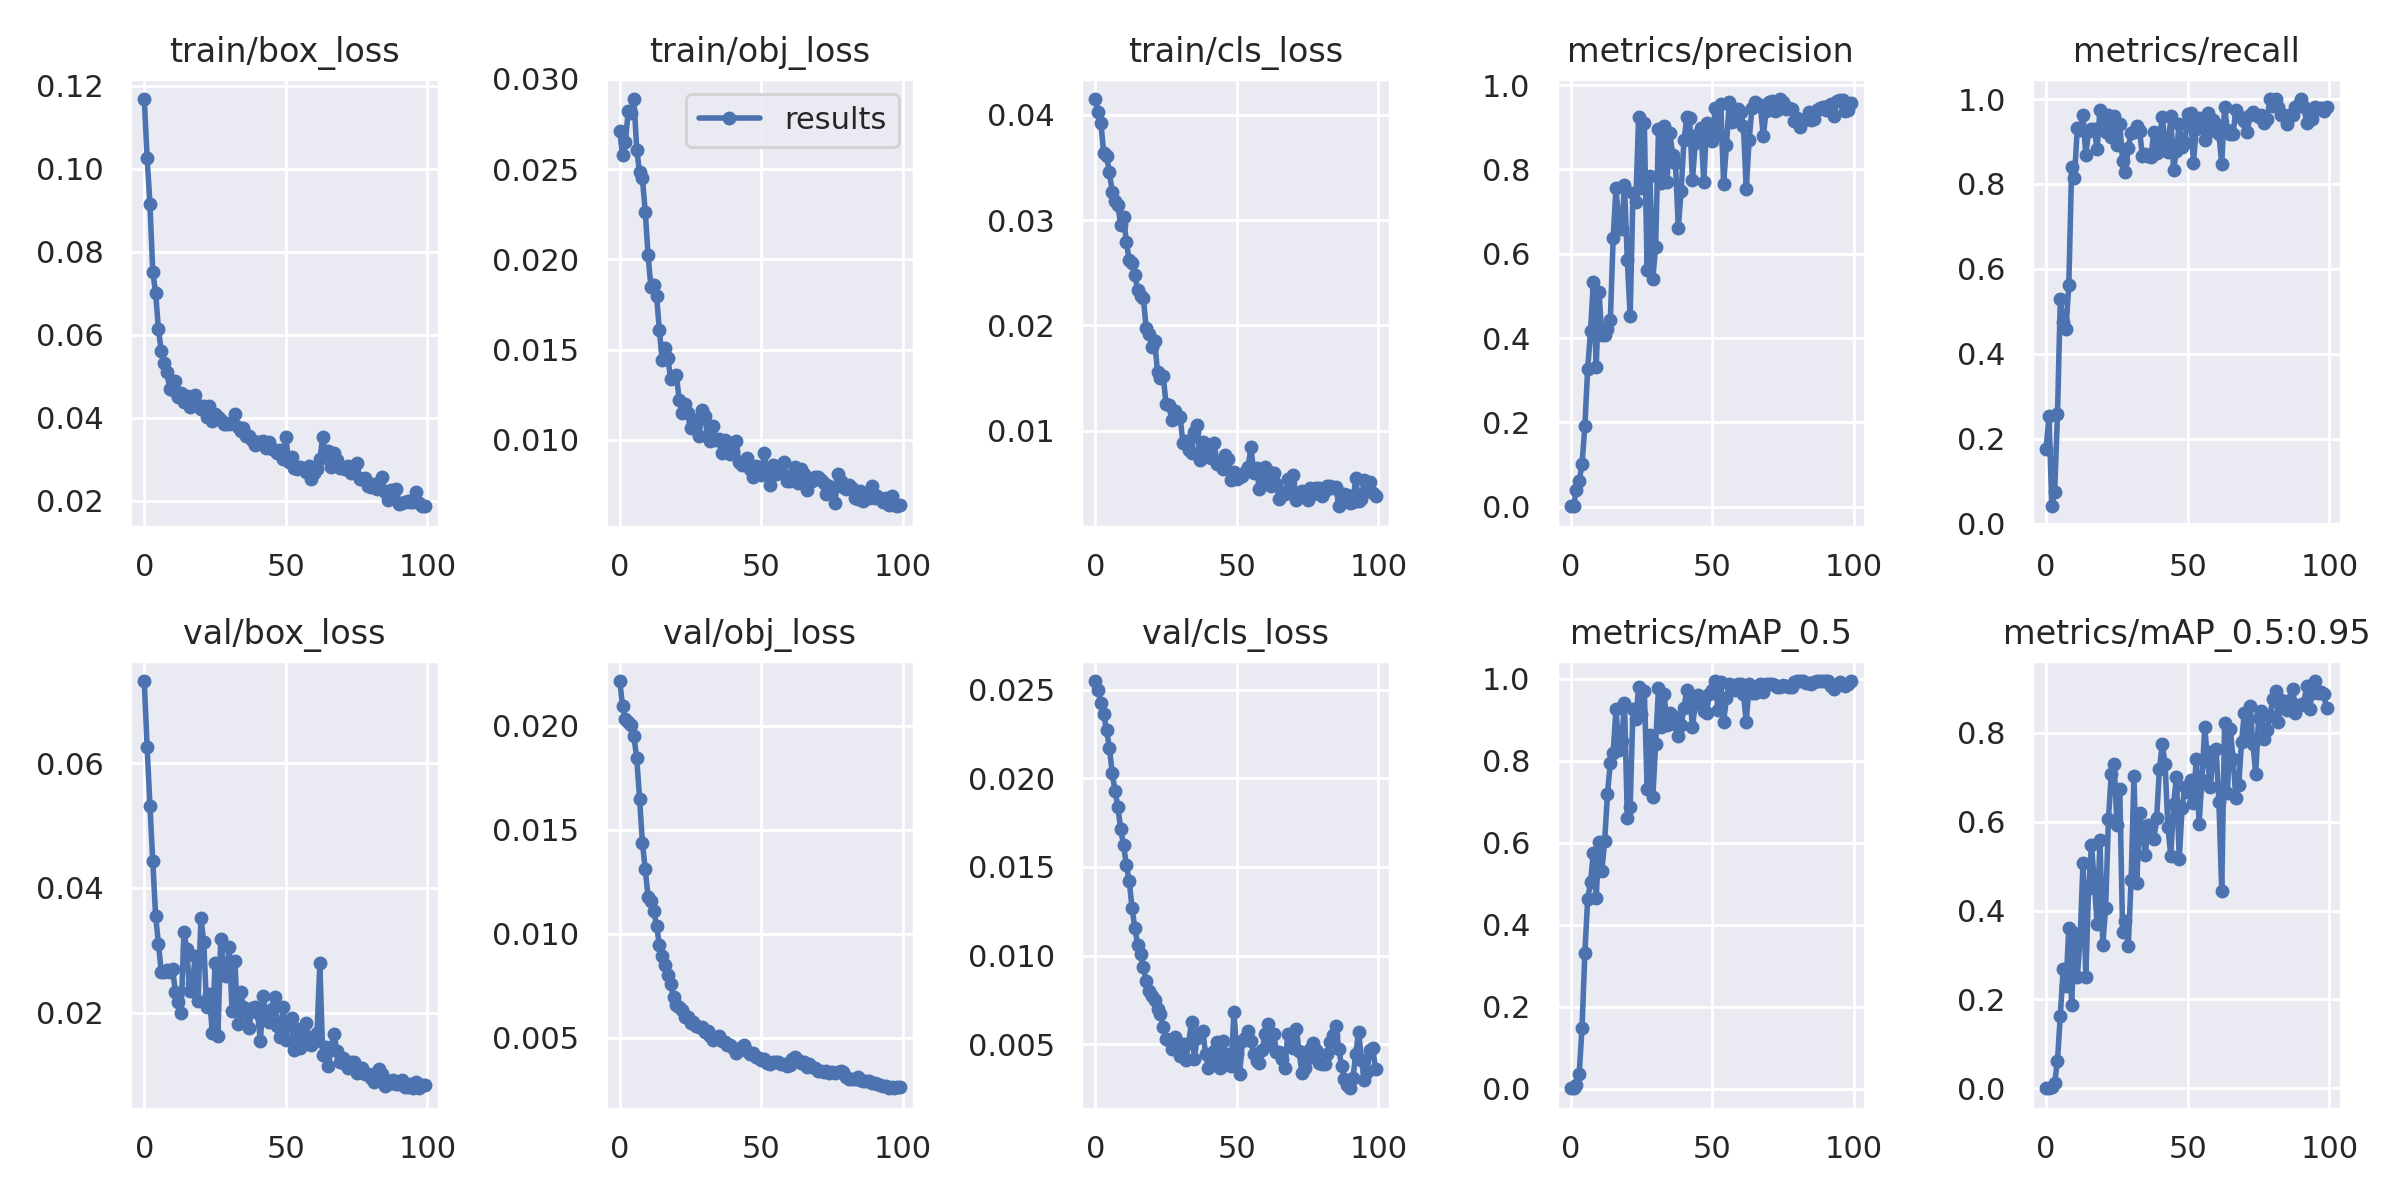 train/box_loss
0.12
0.10
0.08
0.06
0.04
0.02
0 50 100
train/obj_loss
results
0.030
0.025
0.020
0.015
0.010
0 50 100
train/cls_loss
0.04
0.03
0.02
0.01
0 50 100
metrics/precision
1.0
0.8
0.6
0.4
0.2
0.0
0 50 100
metrics/recall
1.0
0.8
0.6
0.4
0.2
0.0
0 50 100
val/box_loss
0.06
0.04
0.02
0 50 100
val/obj_loss
0.020
0.015
0.010
0.005
0 50 100
val/cls_loss
0.025
0.020
0.015
0.010
0.005
0 50 100
metrics/mAP_0.5
1.0
0.8
0.6
0.4
0.2
0.0
0 50 100
metrics/mAP_0.5:0.95
0.8
0.6
0.4
0.2
0.0
0 50 100